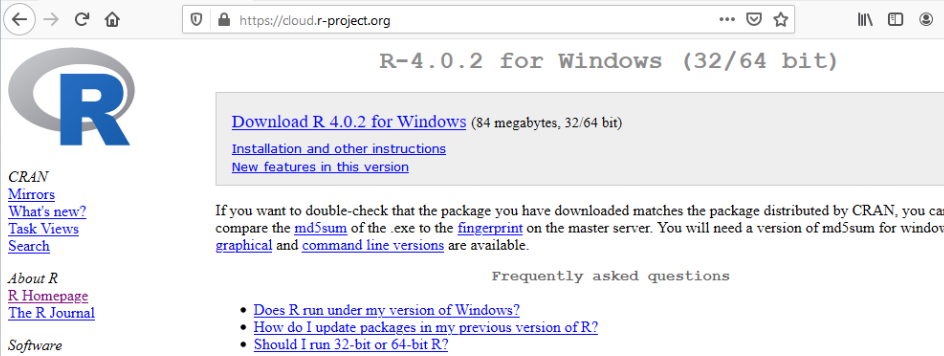 https://cloud.r-project.org
R
R-4.0.2 for Windows (32/64 bit)
Download R 4.0.2 for Windows (84 megabytes, 32/64 bit)
Installation and other instructions
New features in this version
CRAN
Mirrors
What's new?
Task Views
Search
About R
R Homepage
The R Journal
Software
If you want to double-check that the package you have downloaded matches the package distributed by CRAN, you can
compare the md5sum of the .exe to the fingerprint on the master server. You will need a version of md5sum for
graphical and command line versions are available.
Frequently asked questions
• Does R run under my version of Windows?
• How do I update packages in my previous version of R?
• Should I run 32-bit or 64-bit R?